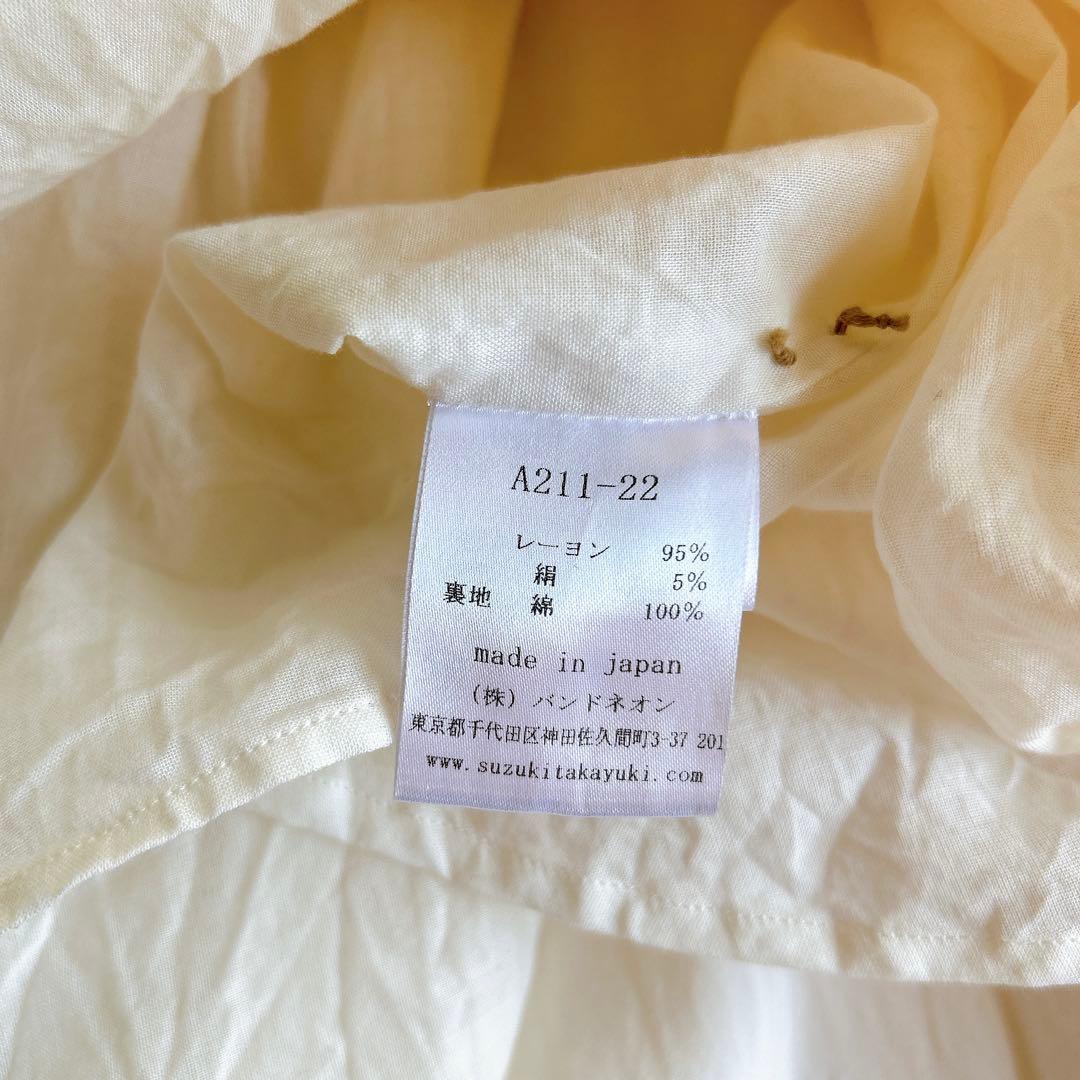 A211-22
レーヨン 95%
絹 5%
裏地 綿 100%
made in japan
(株) バンドネオン
東京都千代田区神田佐久間町3-37 201
www.suzukitakayuki.com